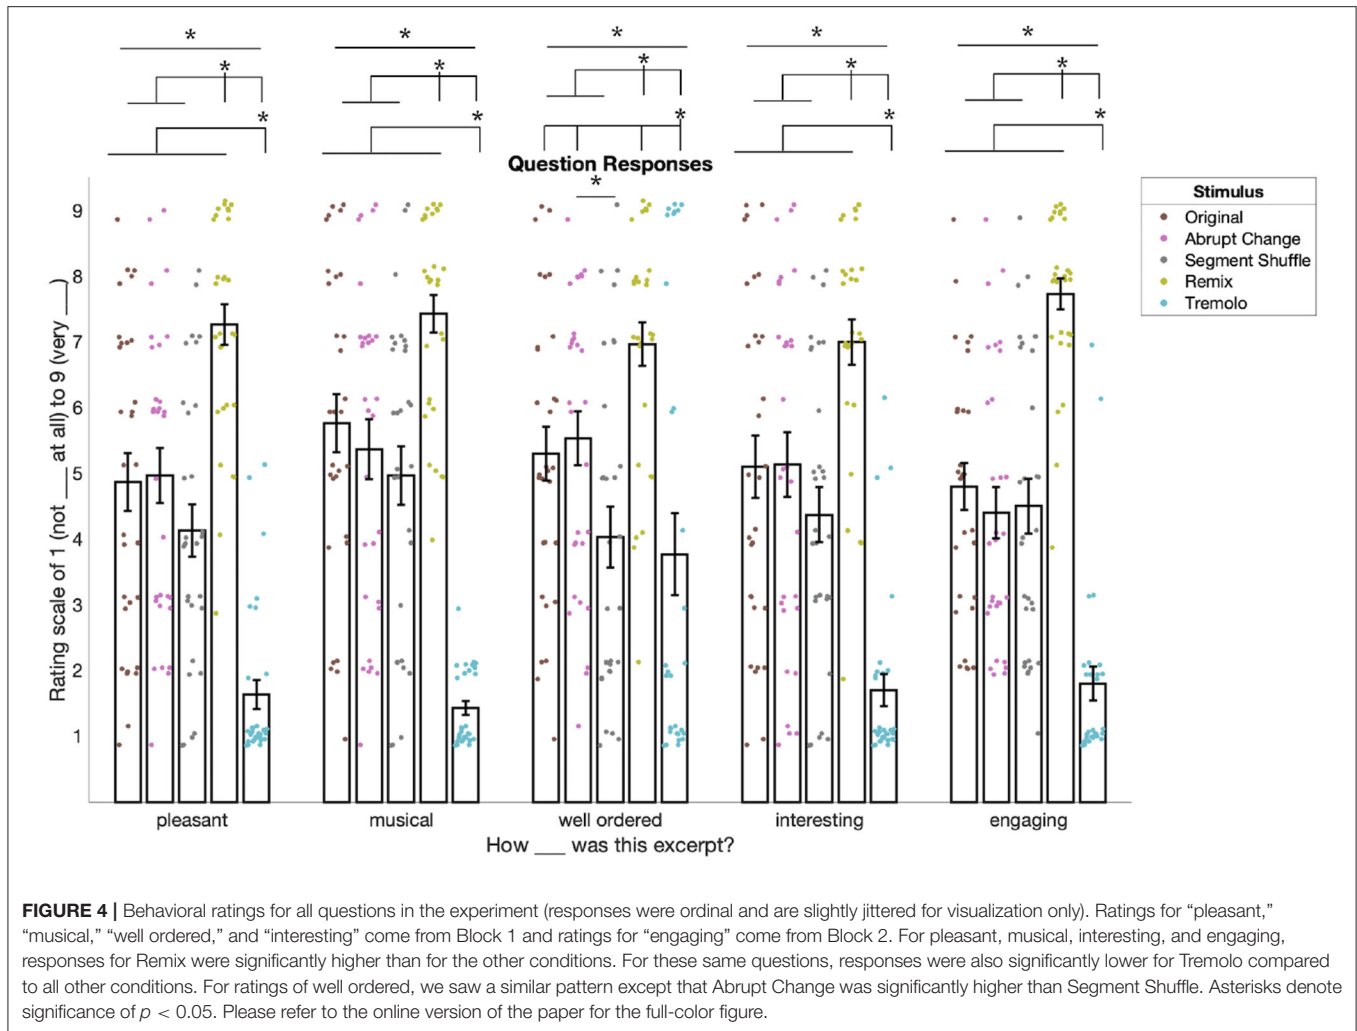 * * * * *
* * * * *
* * * * *
Question Responses
*
Rating scale of 1 (not ___ at all) to 9 (very ___)
9
8
7
6
5
4
3
2
1
pleasant musical well ordered interesting engaging
How ___ was this excerpt?
Stimulus
Original
Abrupt Change
Segment Shuffle
Remix
Tremolo
FIGURE 4 | Behavioral ratings for all questions in the experiment (responses were ordinal and are slightly jittered for visualization only). Ratings for “pleasant,”
“musical,” “well ordered,” and “interesting” come from Block 1 and ratings for “engaging” come from Block 2. For pleasant, musical, interesting, and engaging,
responses for Remix were significantly higher than for the other conditions. For these same questions, responses were also significantly lower for Tremolo compared
to all other conditions. For ratings of well ordered, we saw a similar pattern except that Abrupt Change was significantly higher than Segment Shuffle. Asterisks denote
significance of p < 0.05. Please refer to the online version of the paper for the full-color figure.